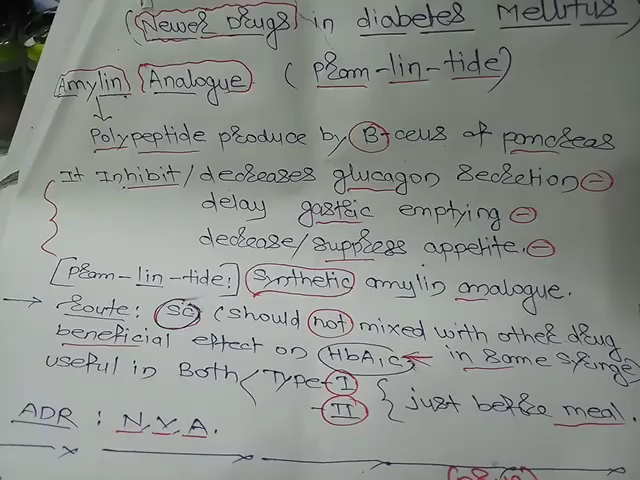 (Newer Drugs in diabetes Mellitus)
Amylin Analogue (pram-lin-tide)
Polypeptide produce by B-cells of pancreas
It Inhibit/decreases glucagon secretion ⊖
delay gastric emptying ⊖
decrease/suppress appetite. ⊖
[pram-lin-tide:] Synthetic amylin analogue.
→ Route: SC (should not mixed with other drug
beneficial effect on HbA1c ← in same syringe
useful in Both Type-I
-II { just before meal.
ADR: N,V,A.